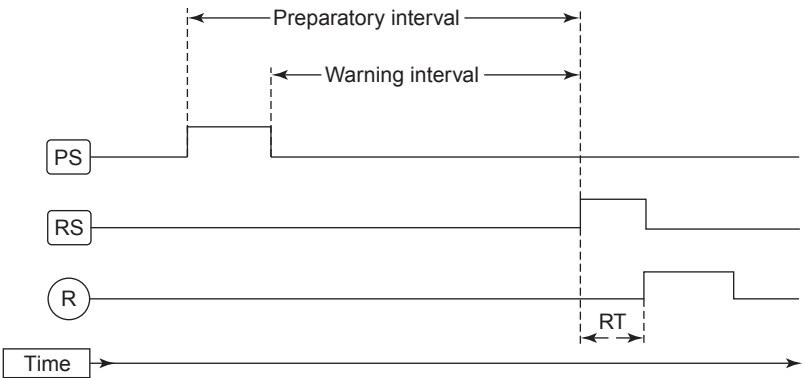 Preparatory interval
Warning interval
PS
RS
R
RT
Time